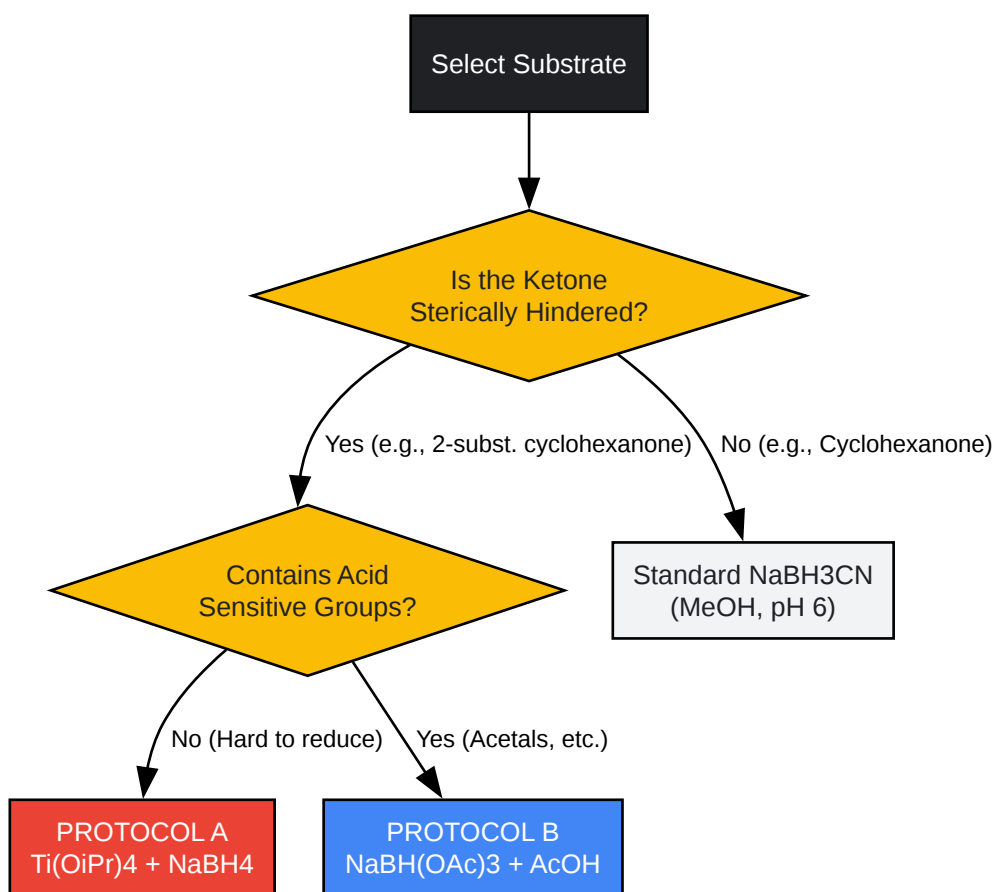 Select Substrate
Is the Ketone
Sterically Hindered?
Yes (e.g., 2-subst. cyclohexanone)
No (e.g., Cyclohexanone)
Contains Acid
Sensitive Groups?
Standard NaBH3CN
(MeOH, pH 6)
No (Hard to reduce)
Yes (Acetals, etc.)
PROTOCOL A
Ti(OiPr)4 + NaBH4
PROTOCOL B
NaBH(OAc)3 + AcOH